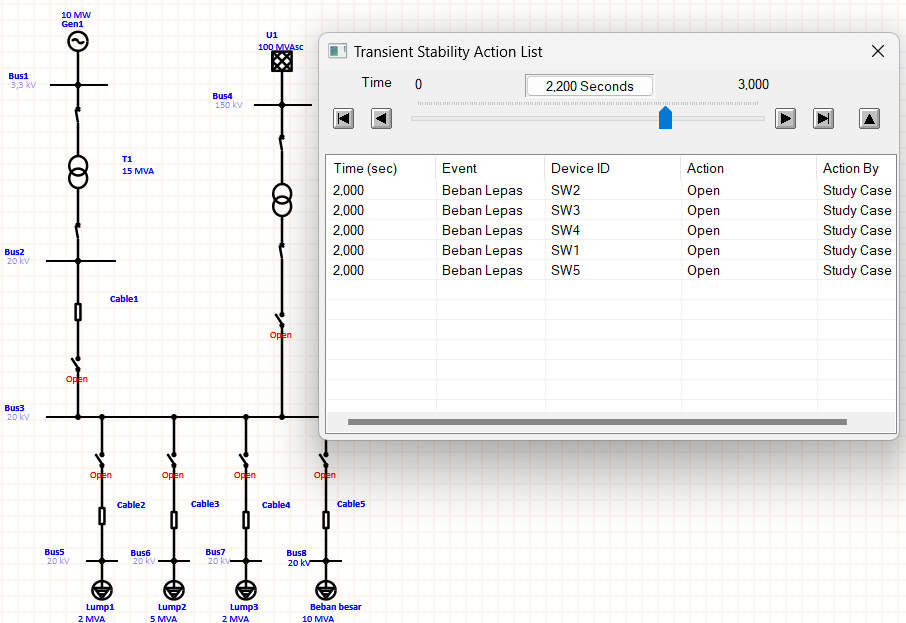 10 MW
Gen1
U1
100 MVAsc
Bus1
3,3 kV
Bus4
150 kV
T1
15 MVA
Bus2
20 kV
Cable1
Open
Open
Bus3
20 kV
Open
Open
Open
Open
Cable2
Cable3
Cable4
Cable5
Bus5
20 kV
Bus6
20 kV
Bus7
20 kV
Bus8
20 kV
Lump1
2 MVA
Lump2
5 MVA
Lump3
2 MVA
Beban besar
10 MVA
Transient Stability Action List
Time 0 2,200 Seconds 3,000
Time (sec) Event Device ID Action Action By
2,000 Beban Lepas SW2 Open Study Case
2,000 Beban Lepas SW3 Open Study Case
2,000 Beban Lepas SW4 Open Study Case
2,000 Beban Lepas SW1 Open Study Case
2,000 Beban Lepas SW5 Open Study Case